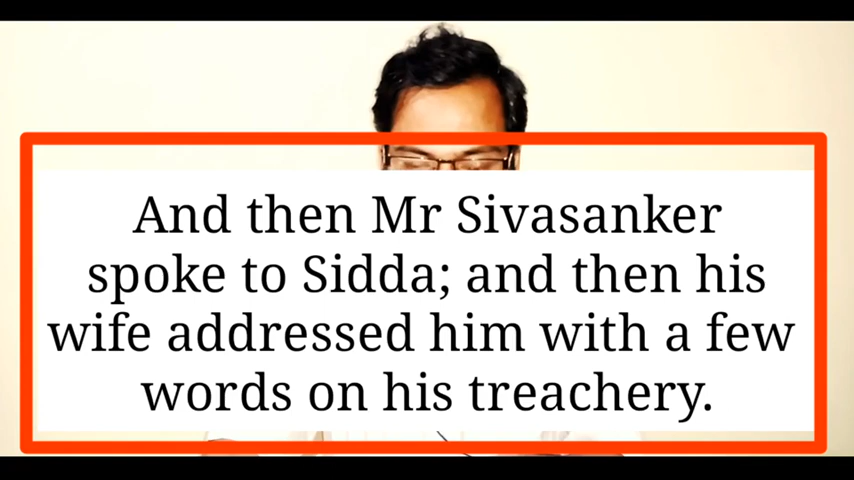 And then Mr Sivasanker
spoke to Sidda; and then his
wife addressed him with a few
words on his treachery.